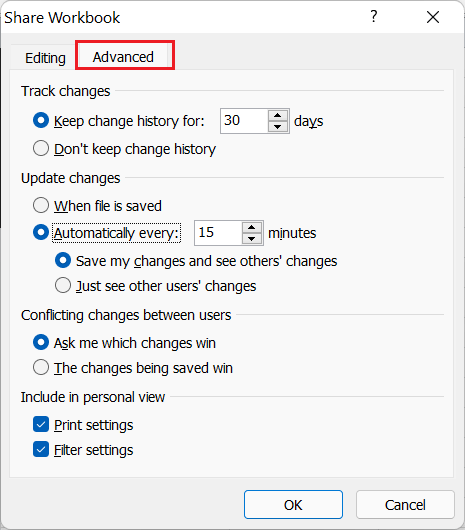 Share Workbook ?
Editing Advanced
Track changes
Keep change history for: 30 days
Don't keep change history
Update changes
When file is saved
Automatically every: 15 minutes
Save my changes and see others' changes
Just see other users' changes
Conflicting changes between users
Ask me which changes win
The changes being saved win
Include in personal view
Print settings
Filter settings
OK Cancel